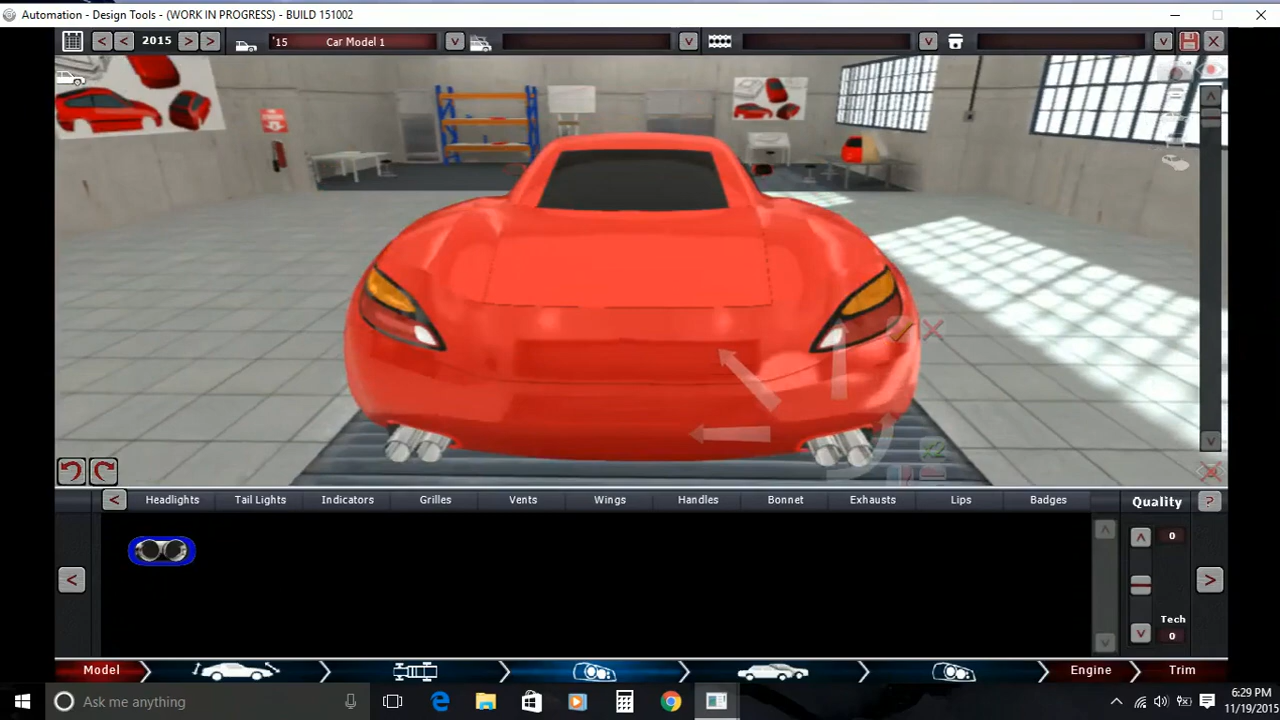 Automation - Design Tools - (WORK IN PROGRESS) - BUILD 151002
< < 2015 > > '15 Car Model 1 v v v v X
x2
< Headlights Tail Lights Indicators Grilles Vents Wings Handles Bonnet Exhausts Lips Badges Quality ?
0
< >
Tech
0
Model Engine Trim
Ask me anything
6:29 PM
11/19/2015